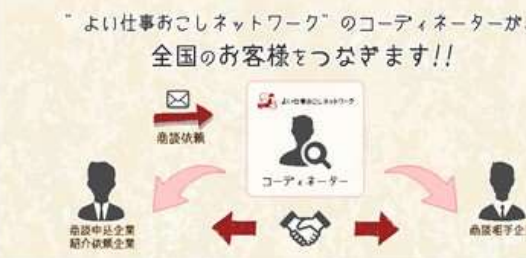 "よい仕事おこしネットワーク"のコーディネーターが
全国のお客様をつなぎます!!
よい仕事おこしネットワーク
商談依頼
コーディネーター
商談申込企業
紹介依頼企業
商談相手企